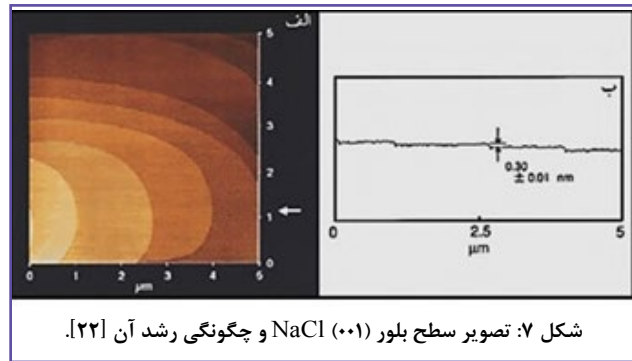 الف
5
4
3
2
1
0
0 1 2 3 4 5
µm
ب
0.30
± 0.01 nm
0 2.5 5
µm
شکل ۷: تصویر سطح بلور NaCl (۰۰۱) و چگونگی رشد آن [۲۲].